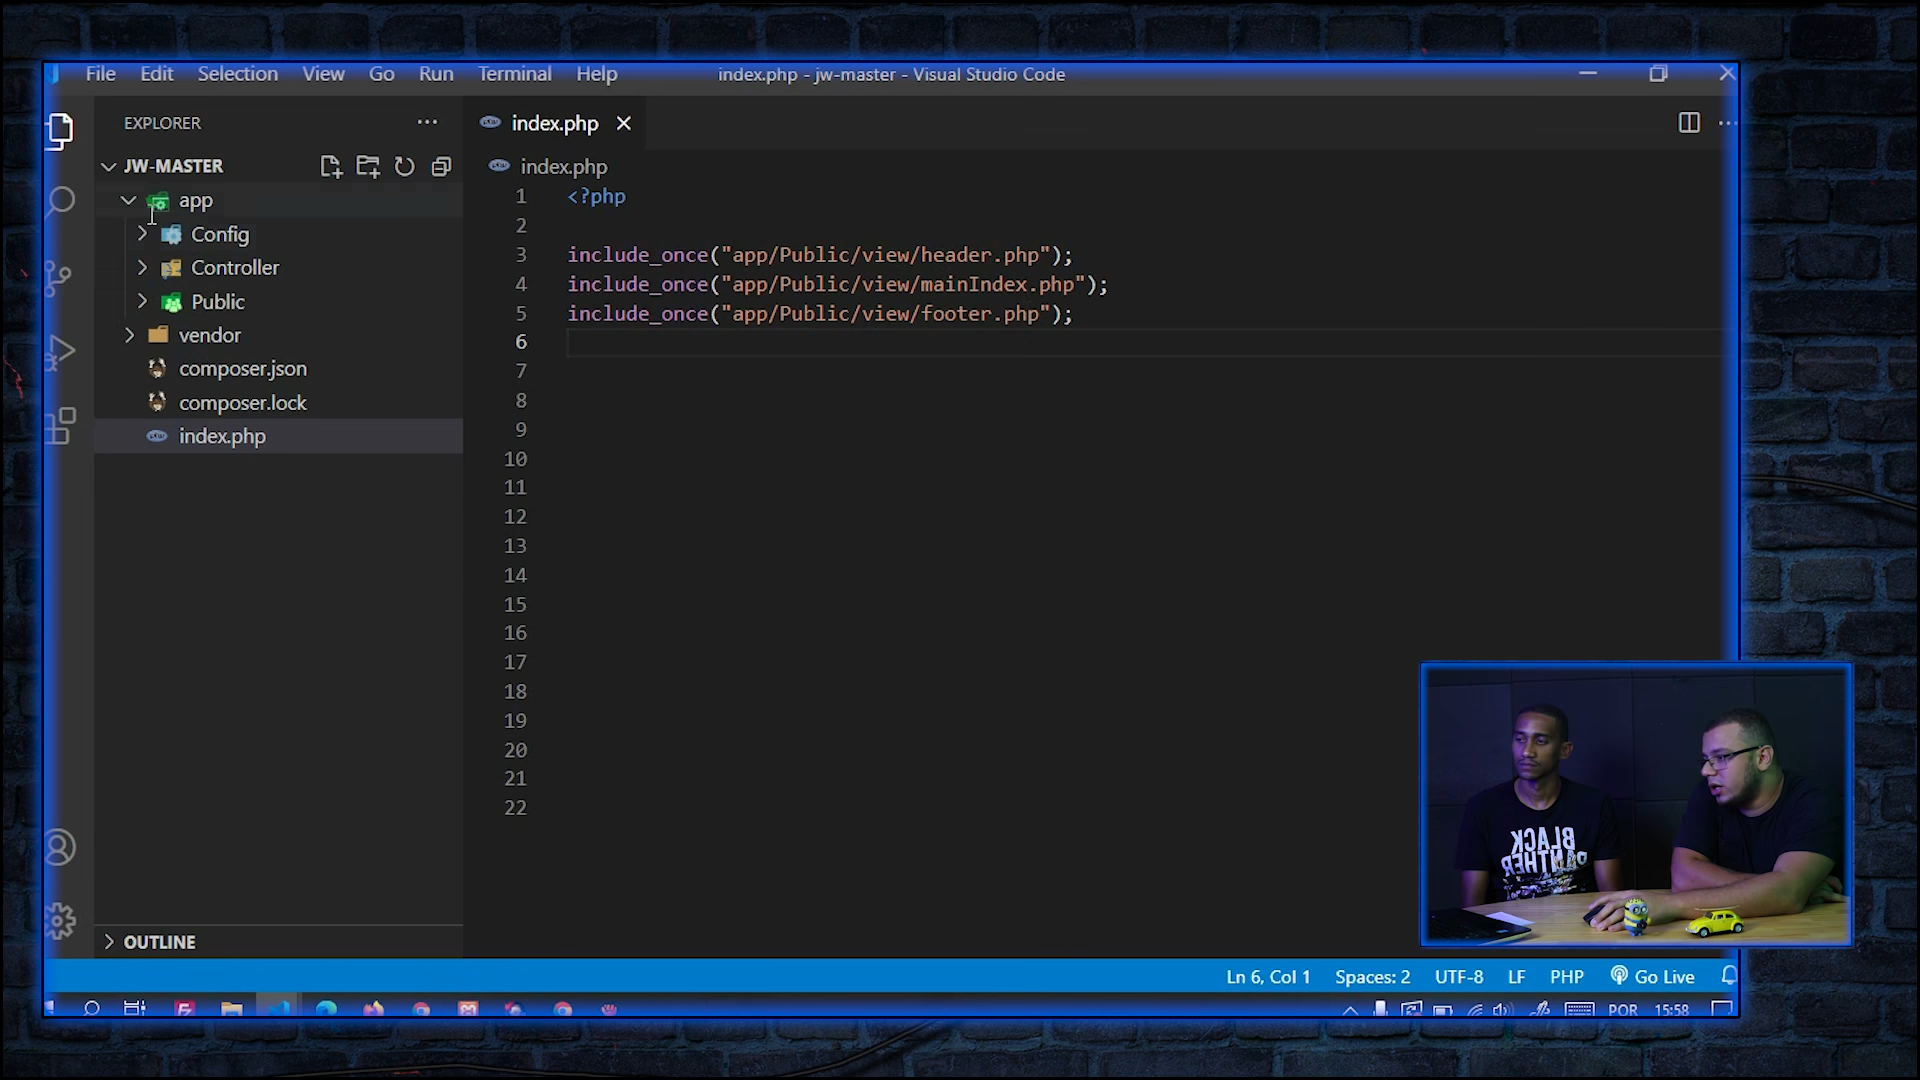 File Edit Selection View Go Run Terminal Help index.php - jw-master - Visual Studio Code
EXPLORER
index.php
JW-MASTER
index.php
app
Config
Controller
Public
vendor
composer.json
composer.lock
index.php
OUTLINE
1 <?php
2
3 include_once("app/Public/view/header.php");
4 include_once("app/Public/view/mainIndex.php");
5 include_once("app/Public/view/footer.php");
6
7
8
9
10
11
12
13
14
15
16
17
18
19
20
21
22
BLACK
PANTHER
Ln 6, Col 1 Spaces: 2 UTF-8 LF PHP Go Live
POR 15:58